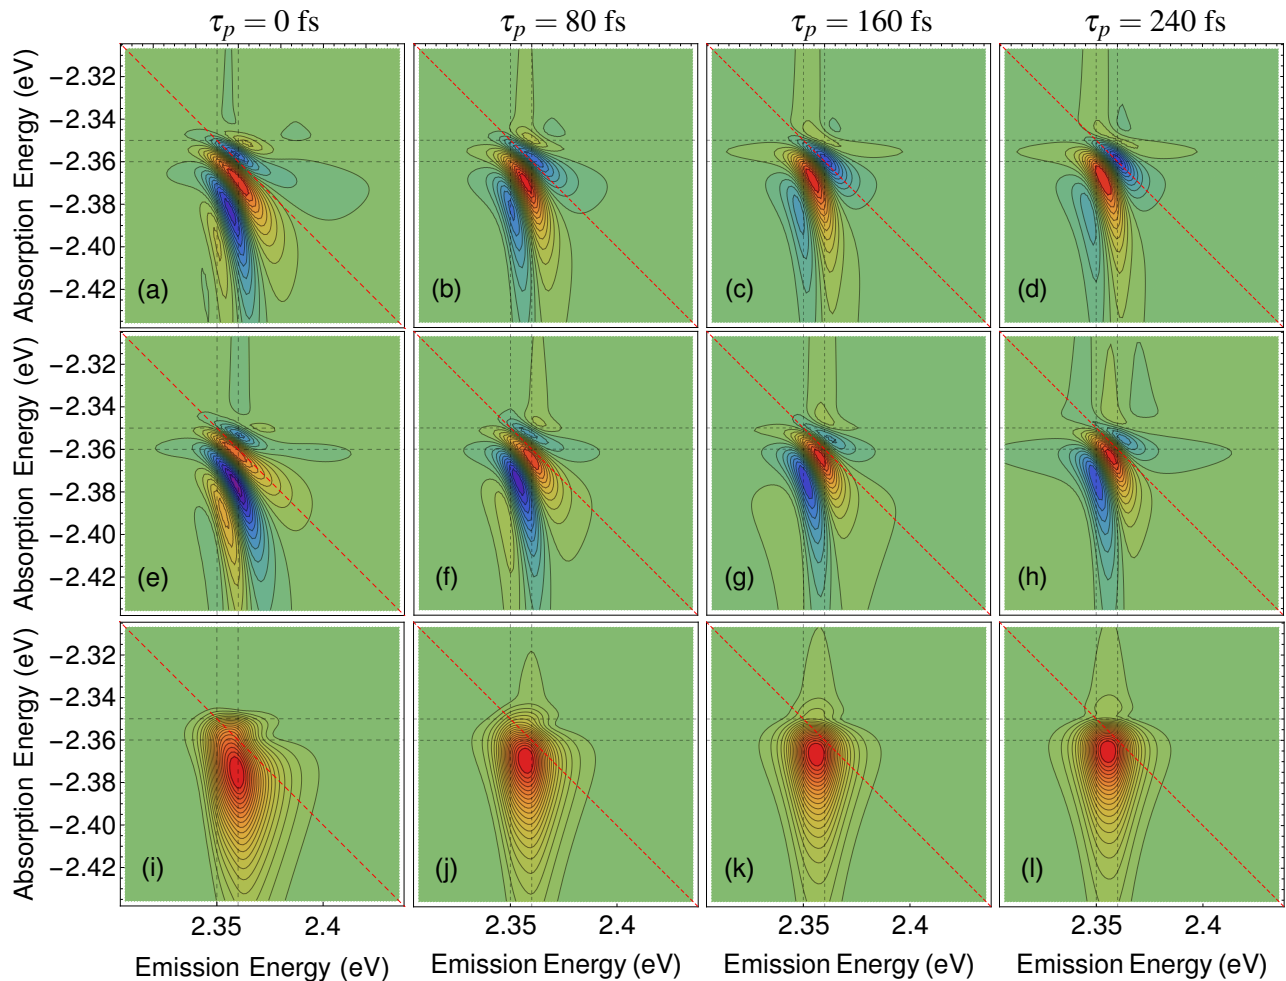 τp = 0 fs τp = 80 fs τp = 160 fs τp = 240 fs
Absorption Energy (eV)
−2.32
−2.34
−2.36
−2.38
−2.40
−2.42
(a) (b) (c) (d)
Absorption Energy (eV)
−2.32
−2.34
−2.36
−2.38
−2.40
−2.42
(e) (f) (g) (h)
Absorption Energy (eV)
−2.32
−2.34
−2.36
−2.38
−2.40
−2.42
(i) (j) (k) (l)
2.35 2.4 2.35 2.4 2.35 2.4 2.35 2.4
Emission Energy (eV) Emission Energy (eV) Emission Energy (eV) Emission Energy (eV)